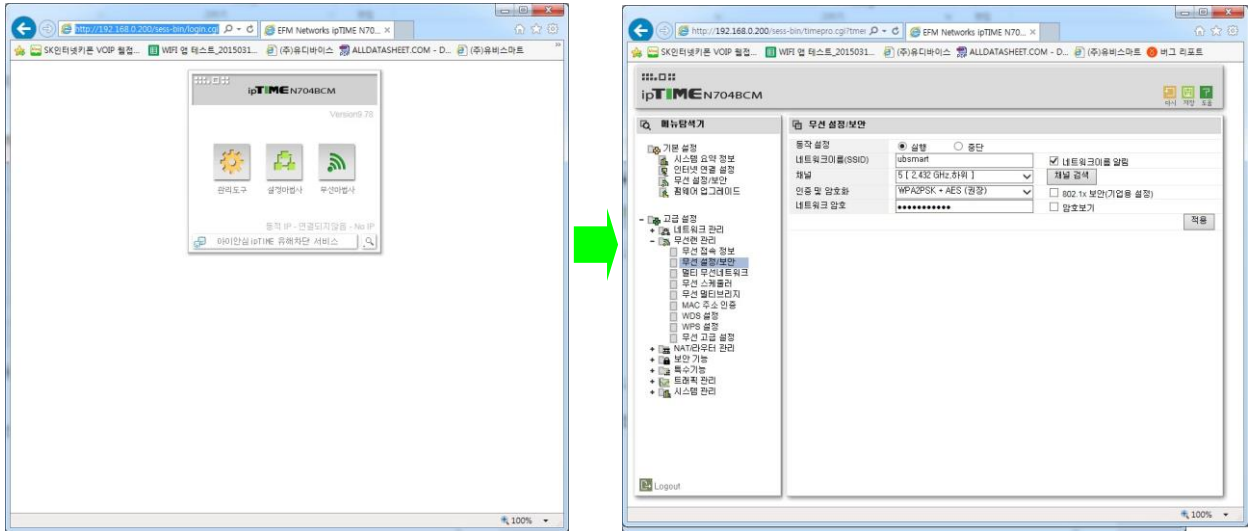 http://192.168.0.200/sess-bin/login.cgi
EFM Networks ipTIME N70...
SK인터넷키폰 VOIP 웹접...
WIFI 앱 테스트_2015031...
(주)유디바이스
ALLDATASHEET.COM - D...
(주)유비스마트
ipTIME N704BCM
Version9.78
관리도구
설정마법사
무선마법사
동적 IP - 연결되지않음 - No IP
아이안심 ipTIME 유해차단 서비스
100%
http://192.168.0.200/sess-bin/timepro.cgi?tme
EFM Networks ipTIME N70...
SK인터넷키폰 VOIP 웹접...
WIFI 앱 테스트_2015031...
(주)유디바이스
ALLDATASHEET.COM - D...
(주)유비스마트
버그 리포트
ipTIME N704BCM
저장
도움
메뉴탐색기
기본 설정
시스템 요약 정보
인터넷 연결 설정
무선 설정/보안
펌웨어 업그레이드
고급 설정
네트워크 관리
무선랜 관리
무선 접속 정보
무선 설정/보안
멀티 무선네트워크
무선 스케줄러
무선 멀티브리지
MAC 주소 인증
WDS 설정
WPS 설정
무선 고급 설정
NAT/라우터 관리
보안 기능
특수기능
트래픽 관리
시스템 관리
Logout
무선 설정/보안
동작 설정
실행
중단
네트워크이름(SSID)
ubsmart
네트워크이름 알림
채널
5 [ 2,432 GHz,하위 ]
채널 검색
인증 및 암호화
WPA2PSK + AES (권장)
802.1x 보안(기업용 설정)
네트워크 암호
암호보기
적용
100%